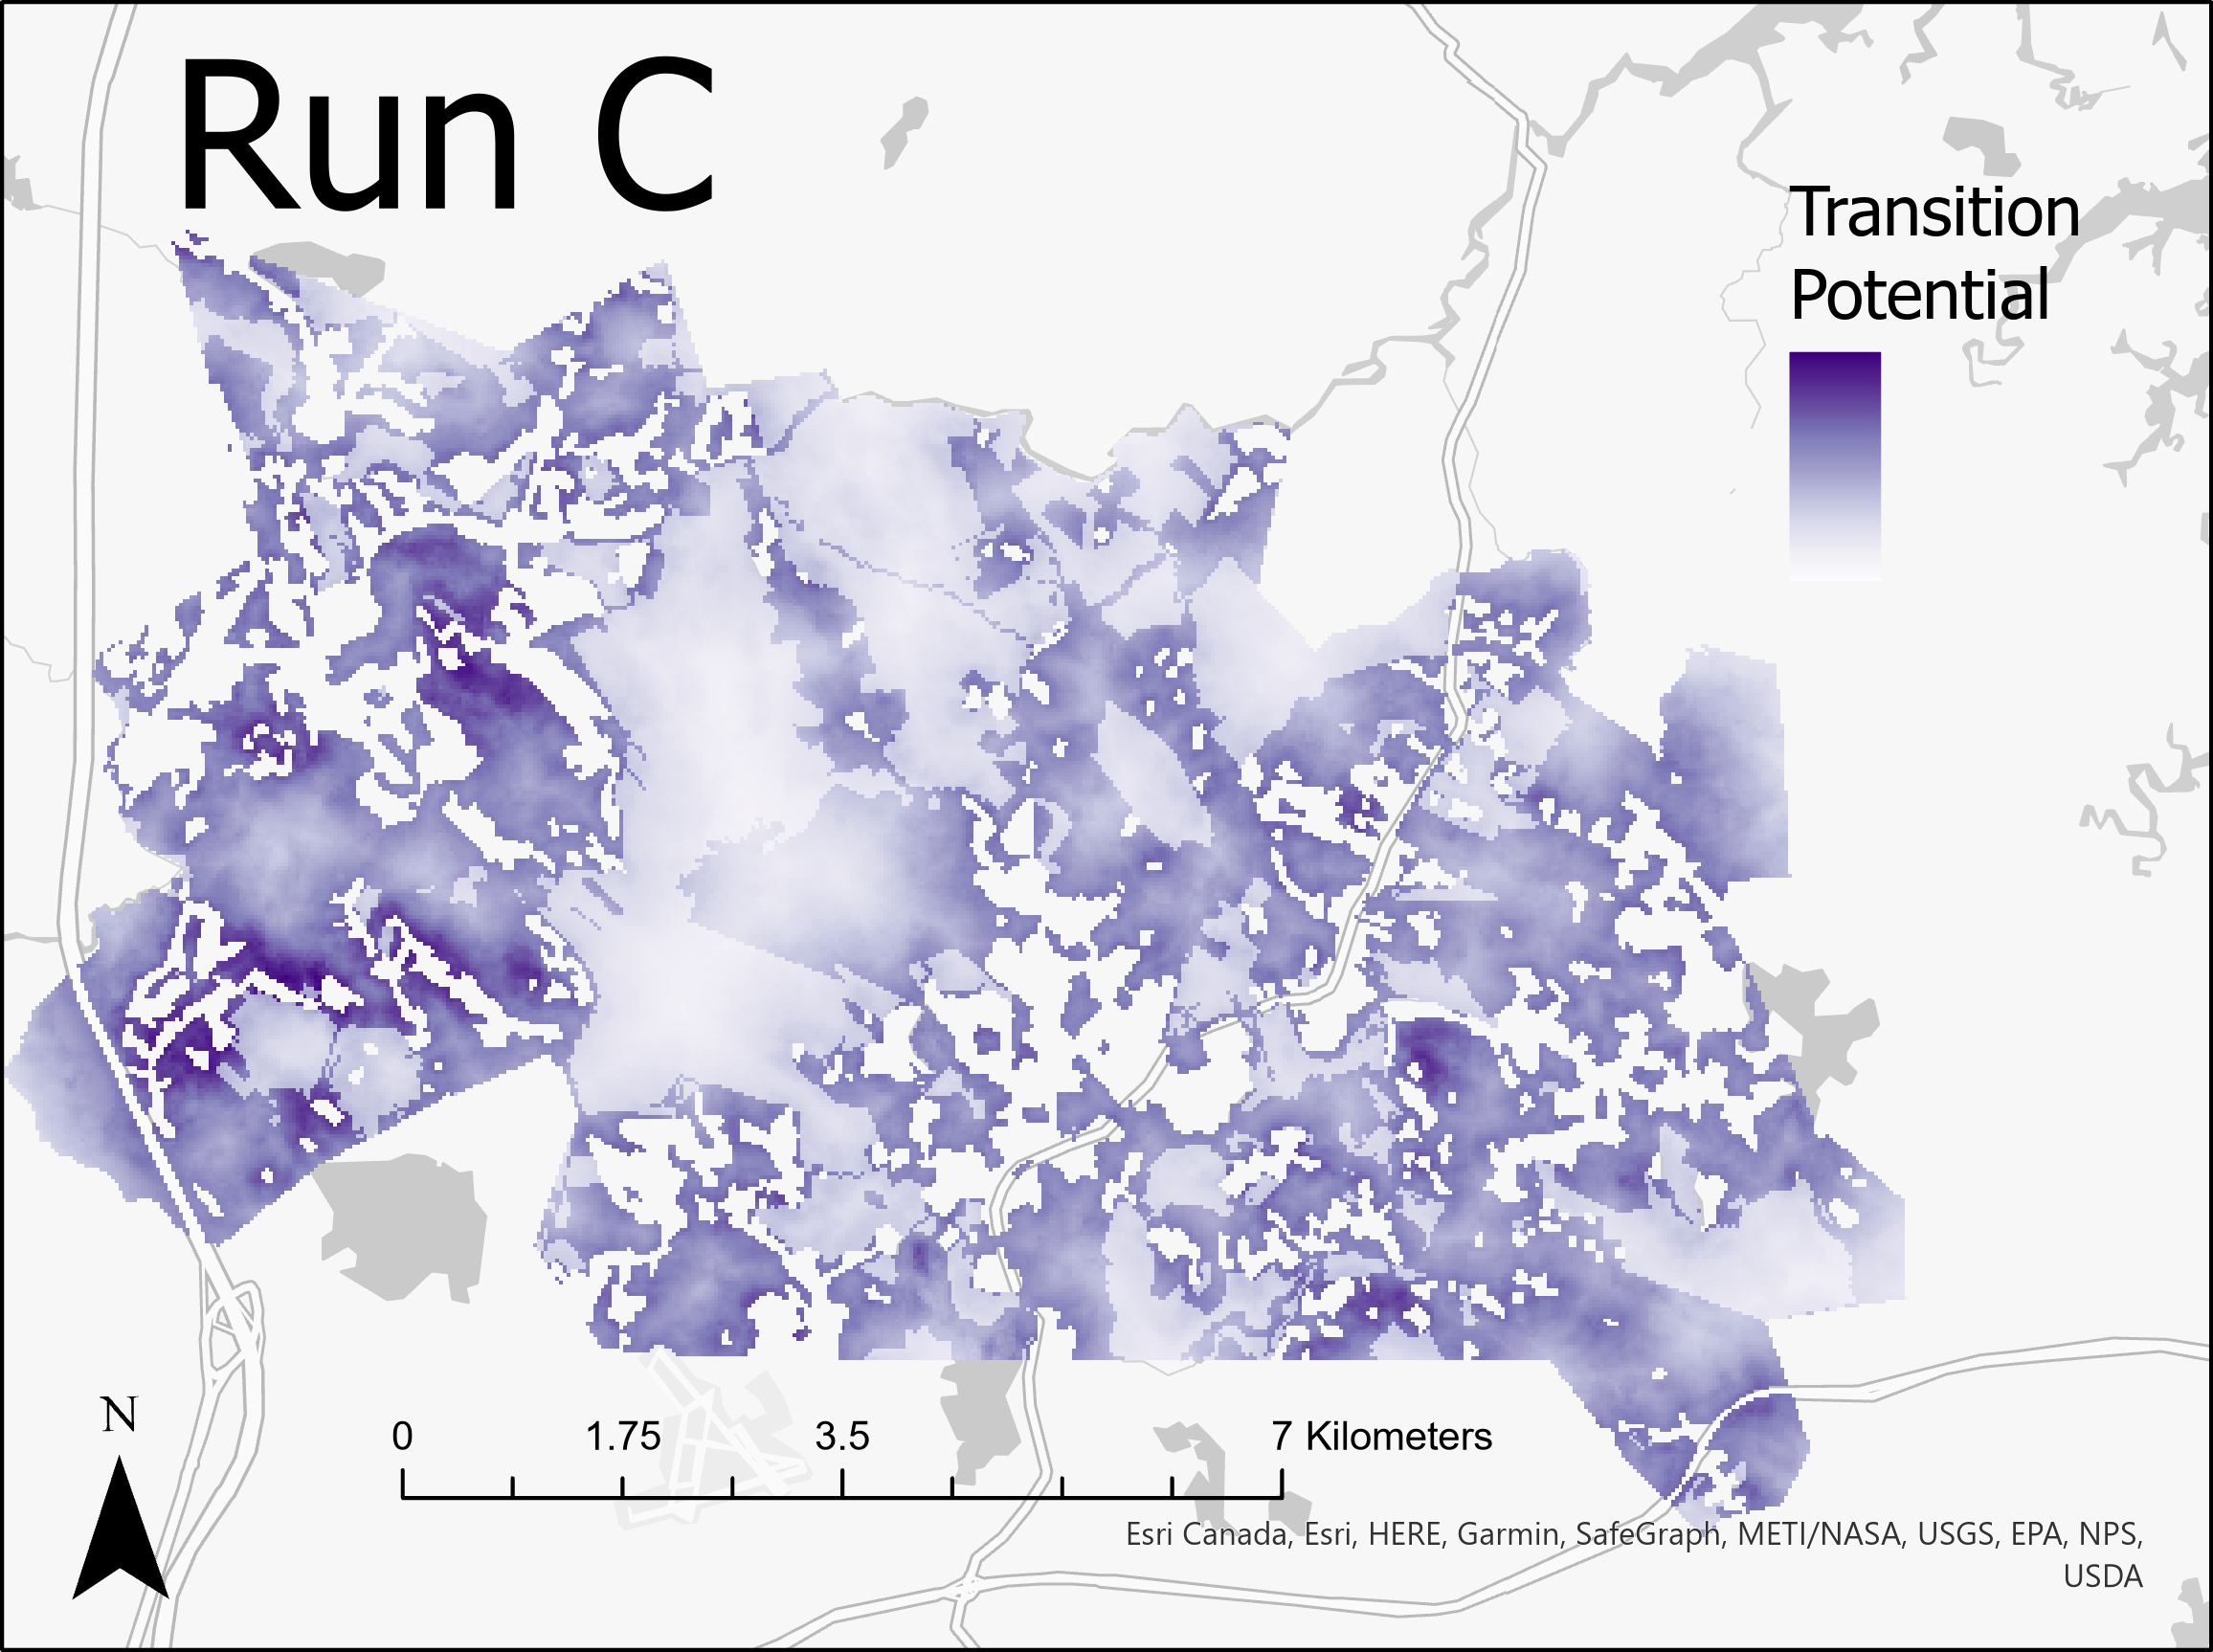 Run C
Transition
Potential
N
0 1.75 3.5 7 Kilometers
Esri Canada, Esri, HERE, Garmin, SafeGraph, METI/NASA, USGS, EPA, NPS,
USDA